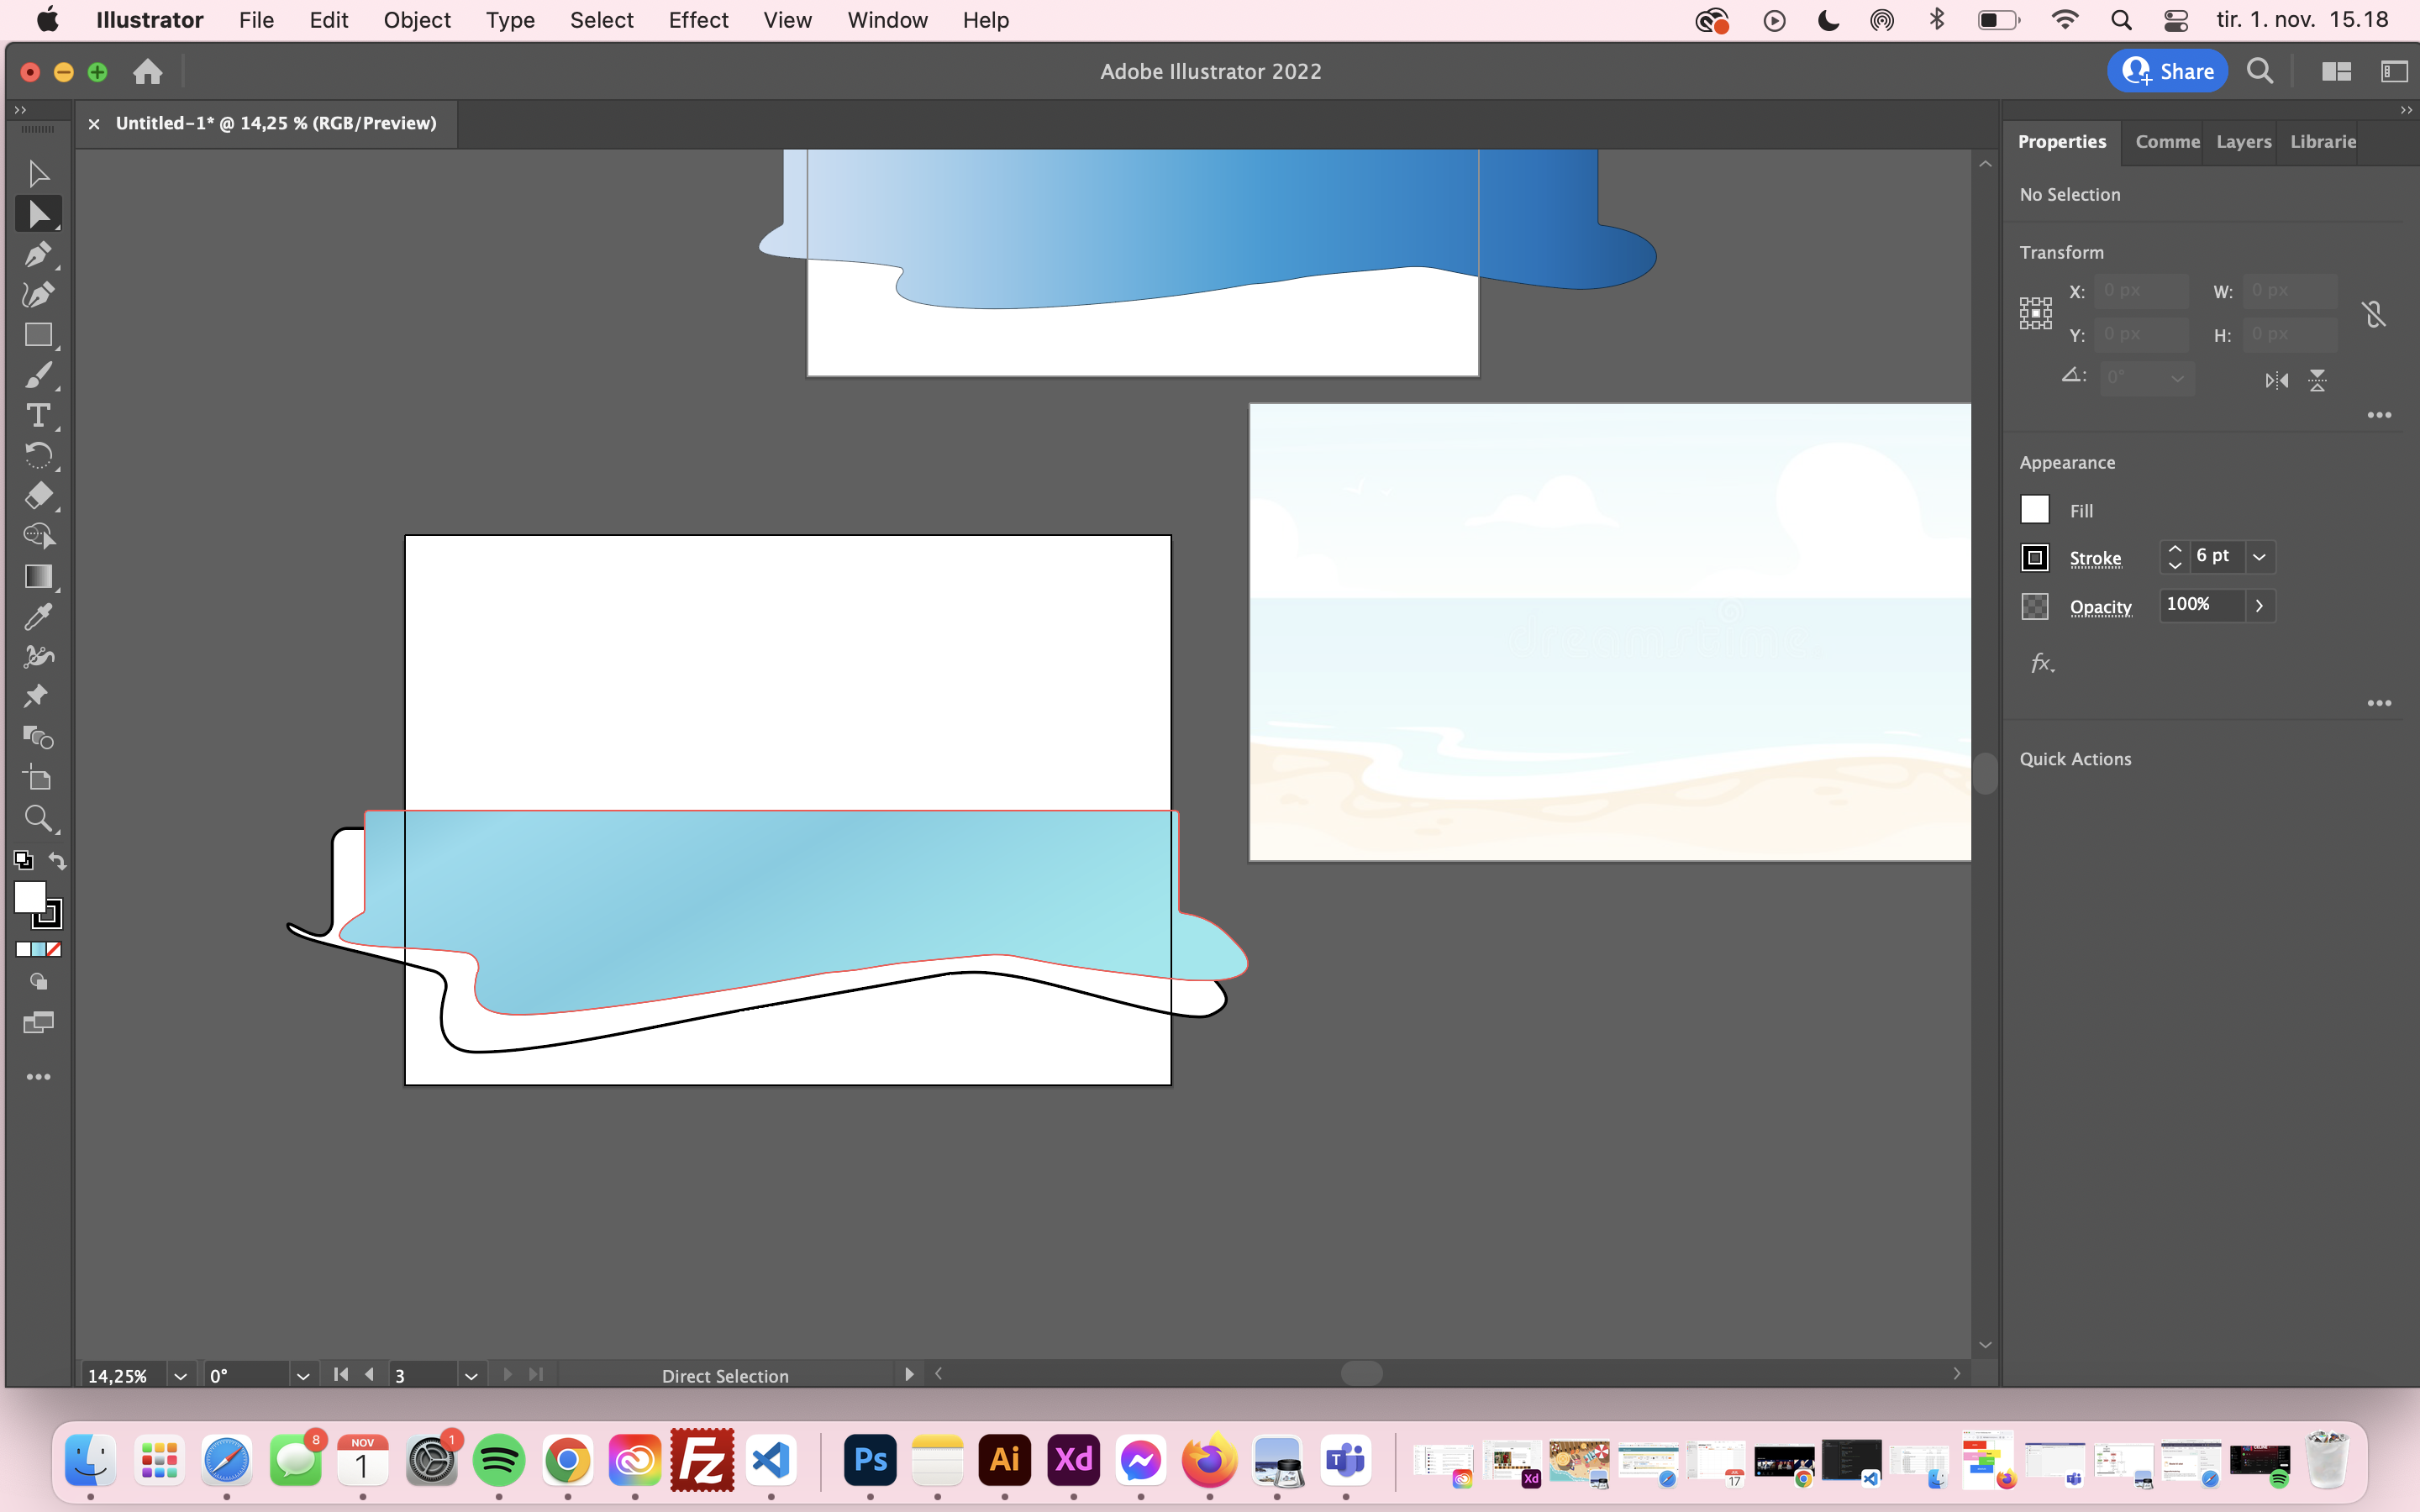 Illustrator File Edit Object Type Select Effect View Window Help tir. 1. nov. 15.18
Adobe Illustrator 2022
Share
× Untitled-1* @ 14,25 % (RGB/Preview)
Properties Comme Layers Librarie
No Selection
Transform
X: 0 px W: 0 px
Y: 0 px H: 0 px
0°
Appearance
Fill
Stroke 6 pt
Opacity 100%
fx
Quick Actions
14,25% 0° 3 Direct Selection
8
NOV
1
1
Fz
Ps
Ai
Xd
T
Xd
17